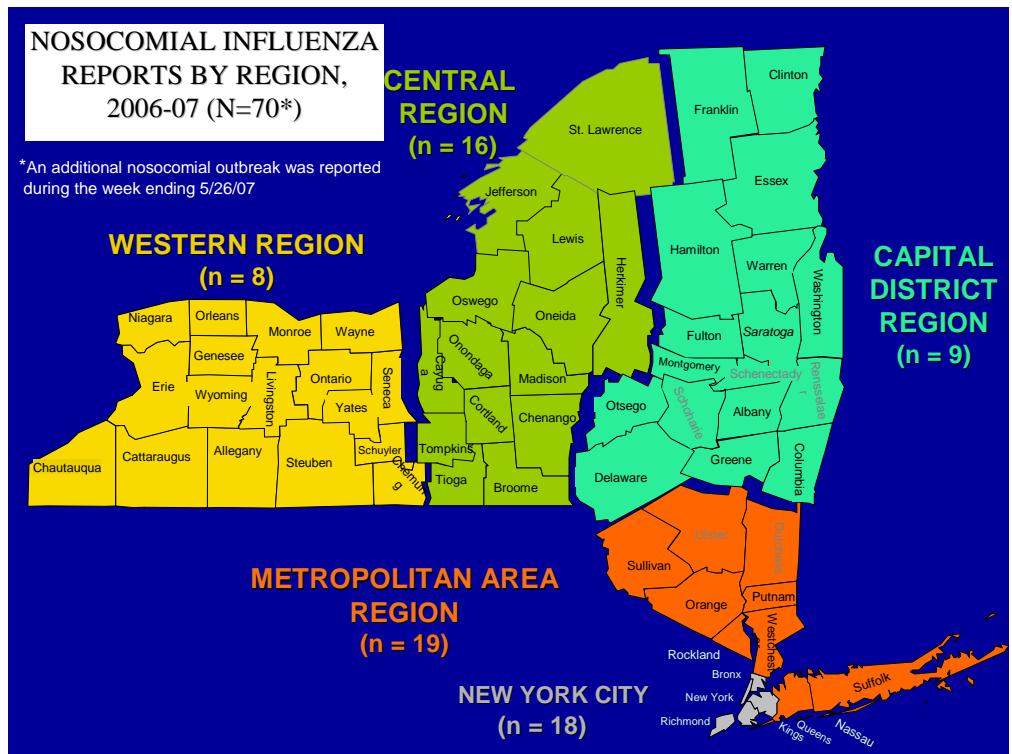 NOSOCOMIAL INFLUENZA
REPORTS BY REGION,
2006-07 (N=70*)
*An additional nosocomial outbreak was reported
during the week ending 5/26/07
CENTRAL
REGION
(n = 16)
WESTERN REGION
(n = 8)
CAPITAL
DISTRICT
REGION
(n = 9)
METROPOLITAN AREA
REGION
(n = 19)
NEW YORK CITY
(n = 18)
Clinton
Franklin
St. Lawrence
Essex
Jefferson
Lewis
Hamilton
Herkimer
Warren
Washington
Oswego
Oneida
Fulton
Saratoga
Niagara
Orleans
Monroe
Wayne
Genesee
Onondaga
Cayug
a
Madison
Montgomery
Schenectady
Renselae
r
Erie
Wyoming
Livingston
Ontario
Seneca
Yates
Cortland
Chenango
Otsego
Schoharie
Albany
Schuyler
Tompkins
Greene
Columbia
Chautauqua
Cattaraugus
Allegany
Steuben
Chemun
g
Tioga
Broome
Delaware
Ulster
Dutchess
Sullivan
Putnam
Orange
Westchest
er
Rockland
Bronx
New York
Richmond
Kings
Queens
Nassau
Suffolk